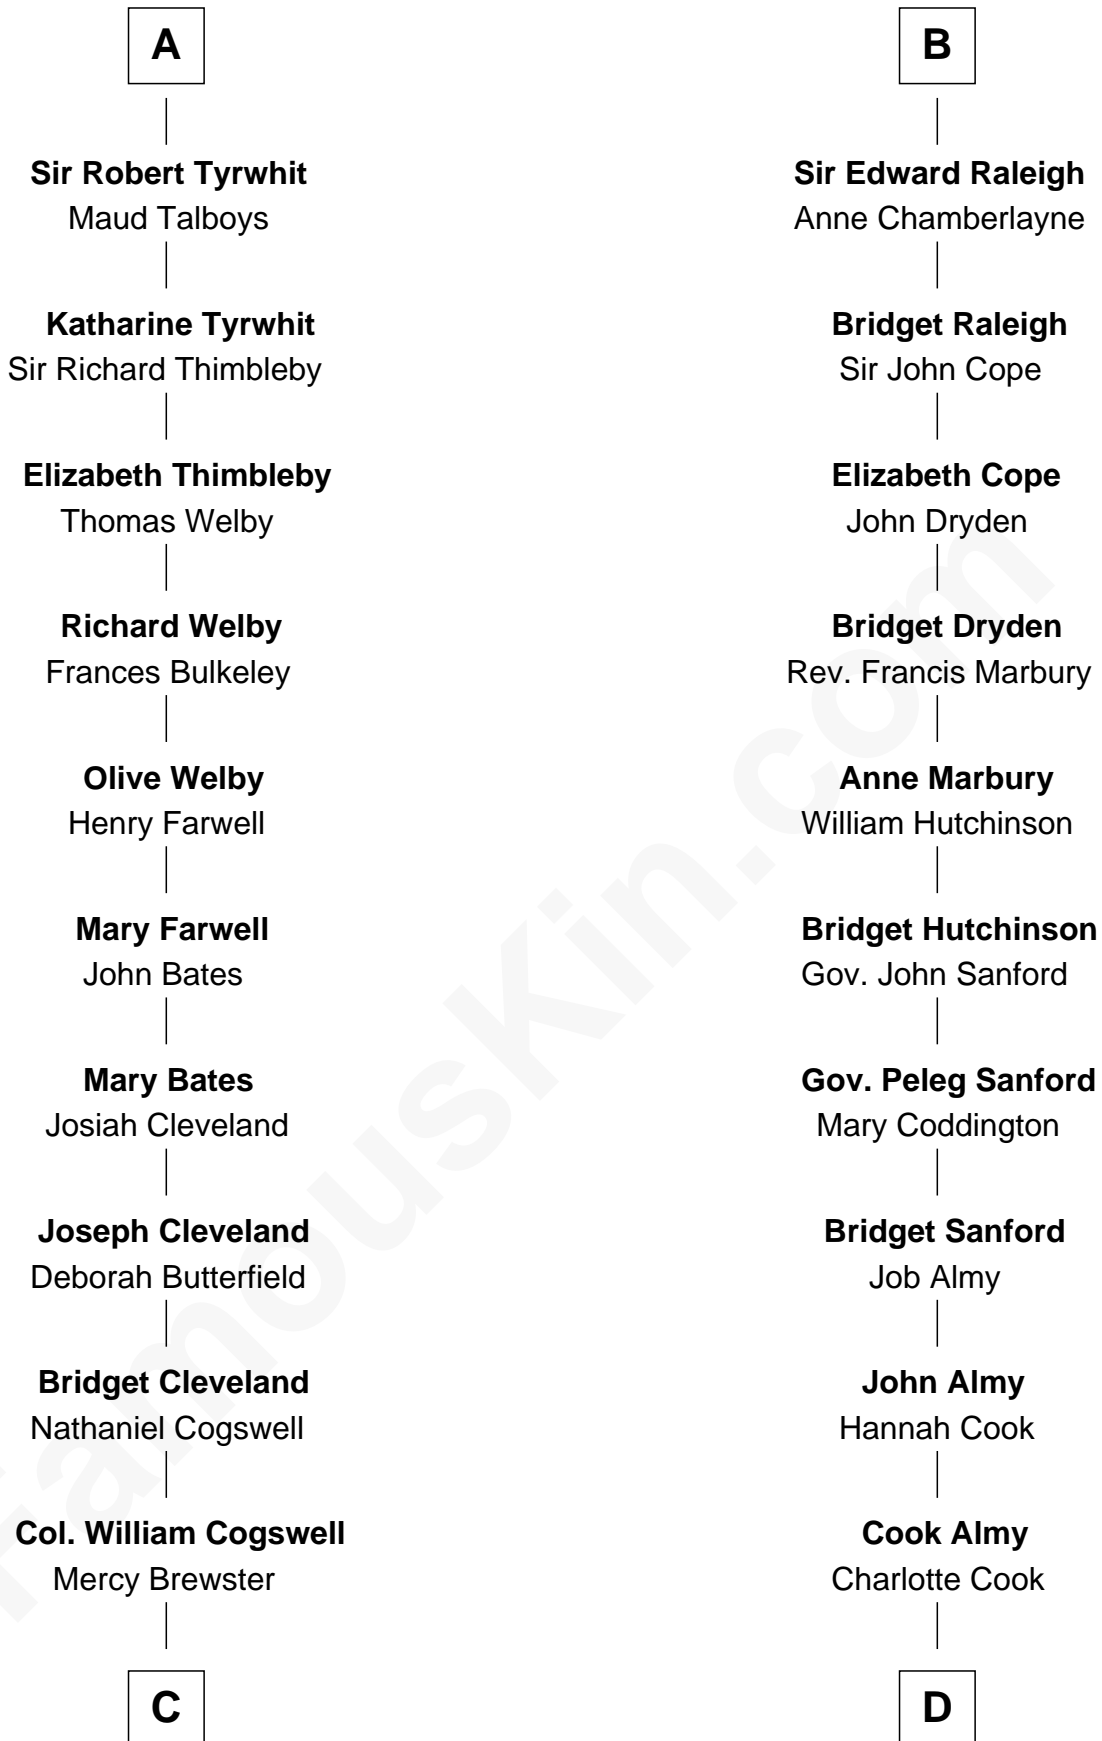 A
Sir Robert Tyrwhit
Maud Talboys
Katharine Tyrwhit
Sir Richard Thimbleby
Elizabeth Thimbleby
Thomas Welby
Richard Welby
Frances Bulkeley
Olive Welby
Henry Farwell
Mary Farwell
John Bates
Mary Bates
Josiah Cleveland
Joseph Cleveland
Deborah Butterfield
Bridget Cleveland
Nathaniel Cogswell
Col. William Cogswell
Mercy Brewster
C
B
Sir Edward Raleigh
Anne Chamberlayne
Bridget Raleigh
Sir John Cope
Elizabeth Cope
John Dryden
Bridget Dryden
Rev. Francis Marbury
Anne Marbury
William Hutchinson
Bridget Hutchinson
Gov. John Sanford
Gov. Peleg Sanford
Mary Coddington
Bridget Sanford
Job Almy
John Almy
Hannah Cook
Cook Almy
Charlotte Cook
D
FamousKin.com